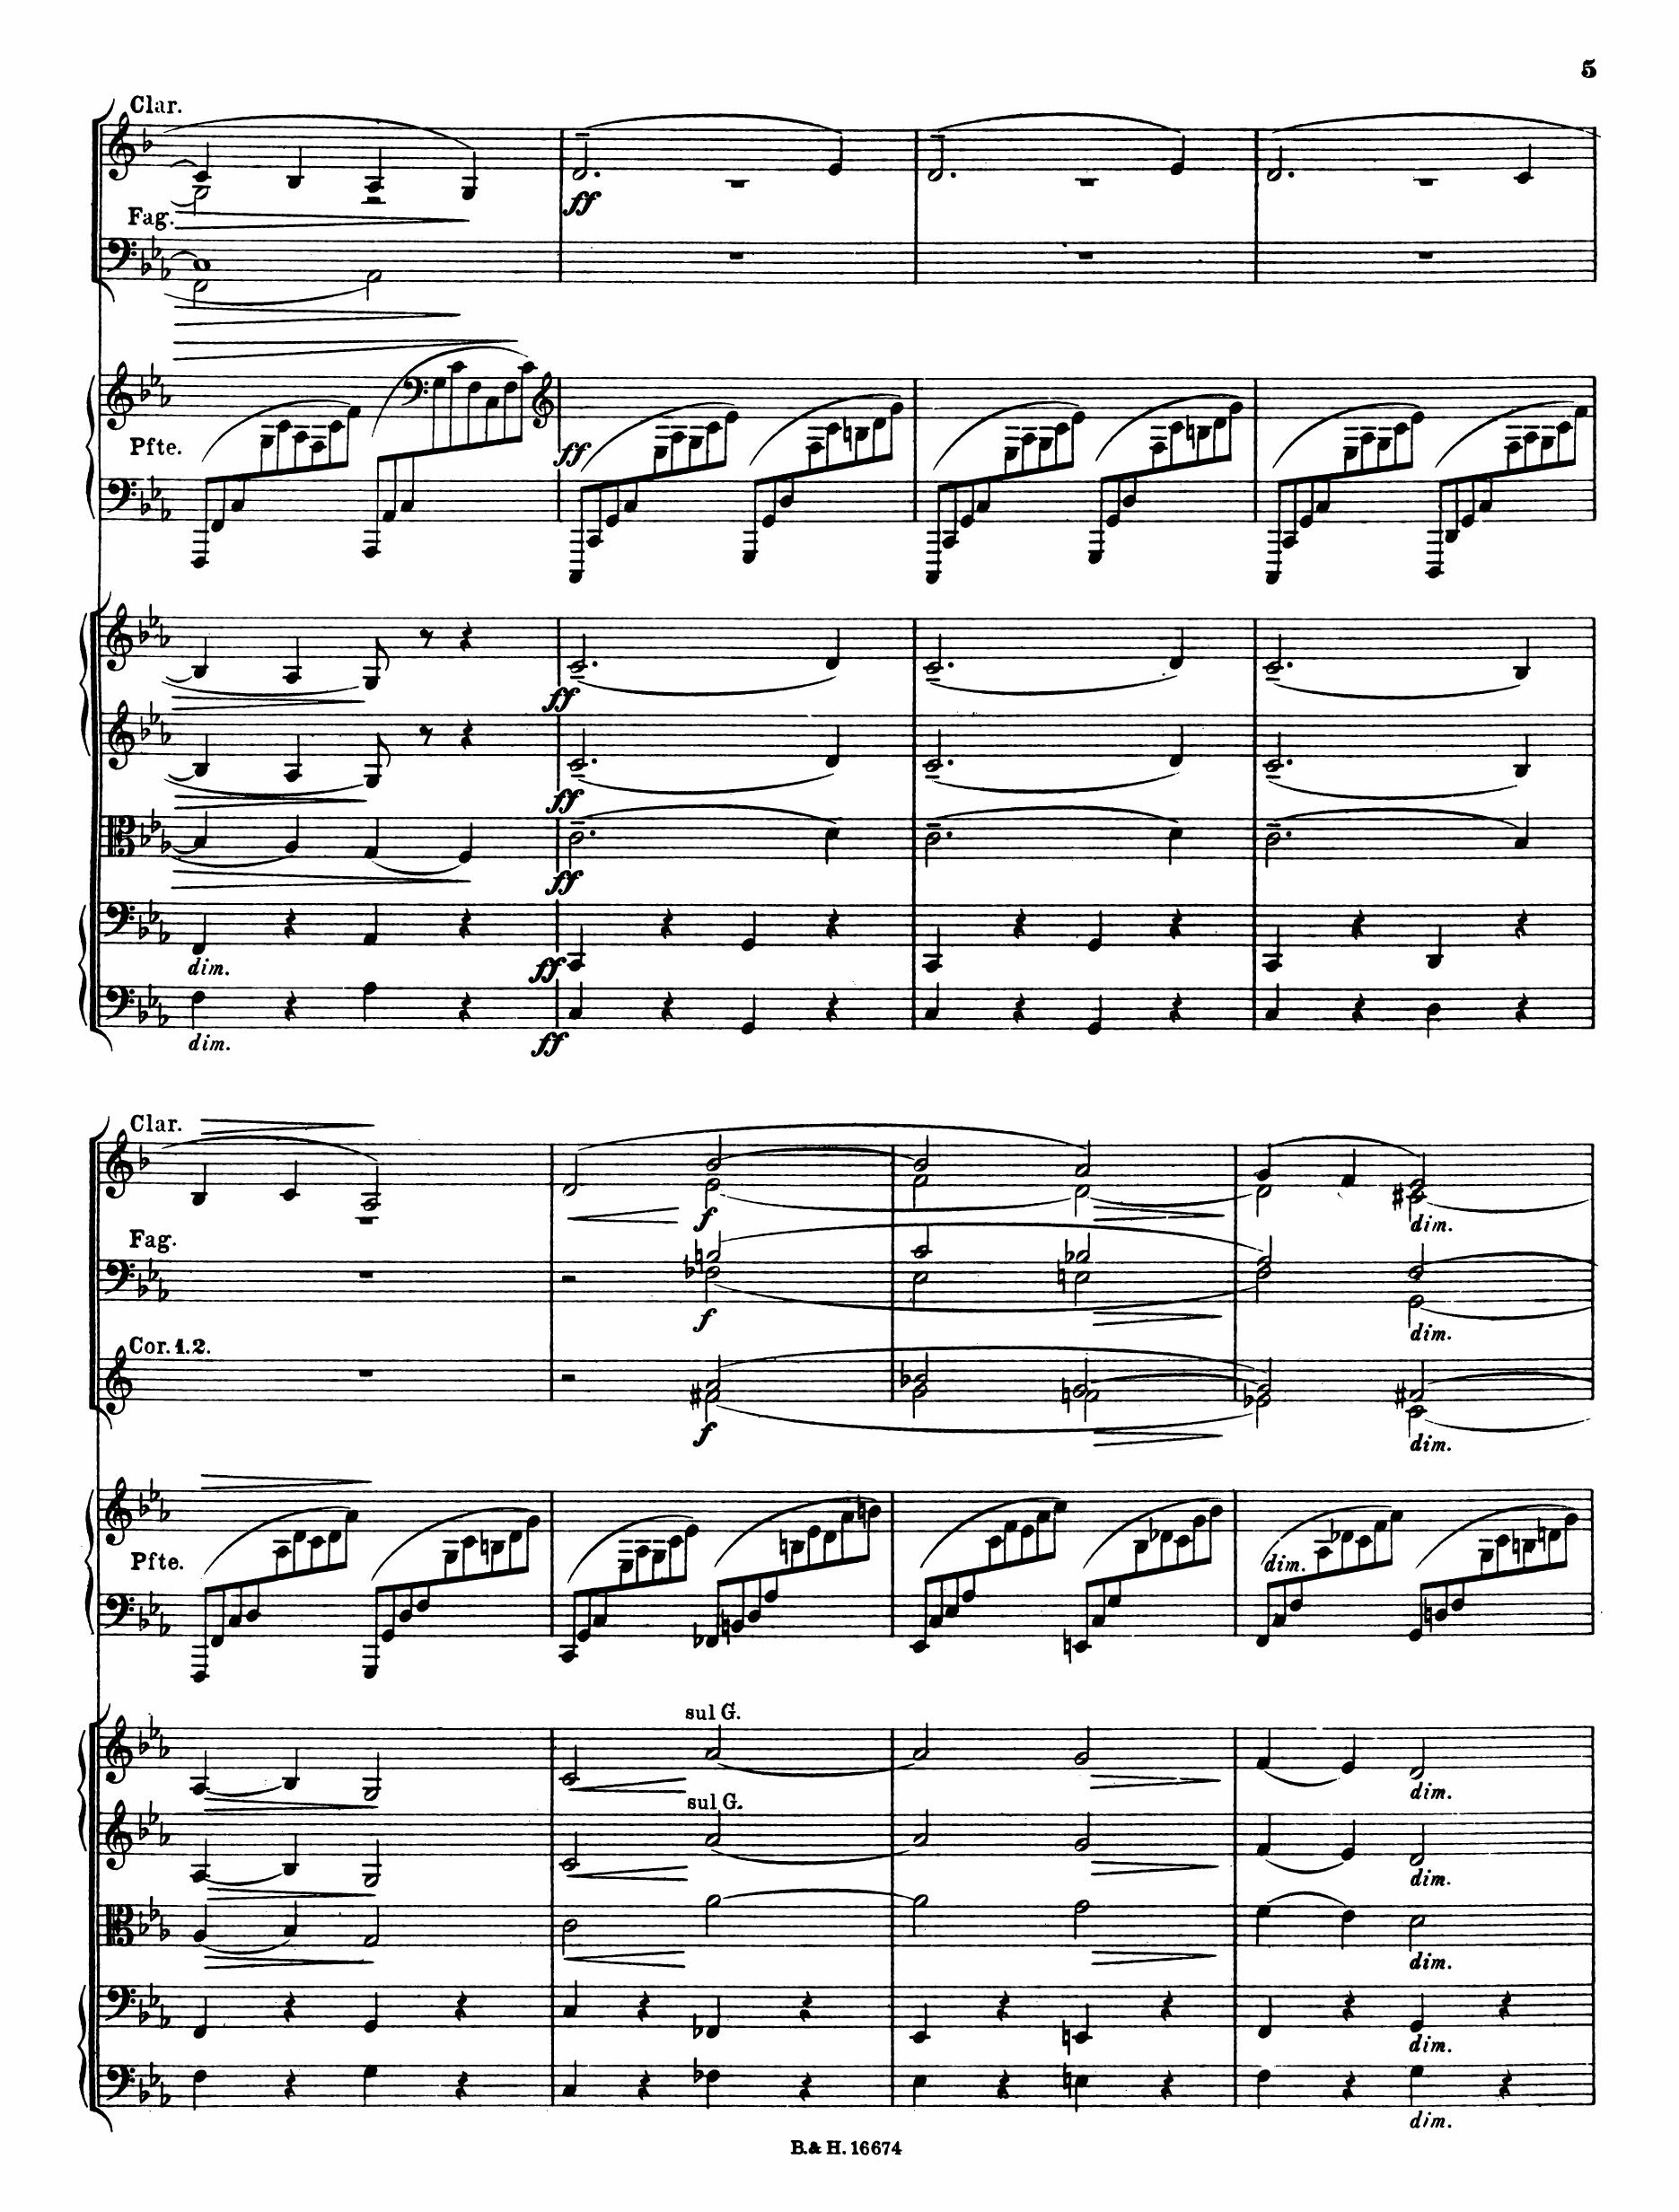 5
Clar.
Fag.
ff
Pfte.
ff
ff
ff
ff
dim.
ff
dim.
ff
Clar.
f
dim.
Fag.
f
dim.
Cor. 1. 2.
f
dim.
Pfte.
dim.
sul G.
dim.
sul G.
dim.
dim.
dim.
dim.
B. & H. 16674